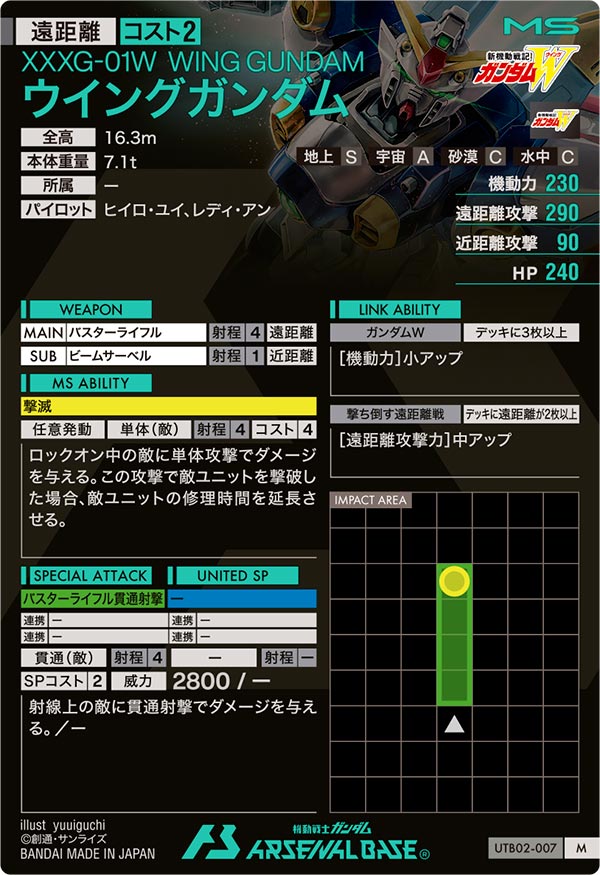 遠距離 コスト2
MS
XXXG-01W WING GUNDAM
ウイングガンダム
新機動戦記
ガンダムW
ウイング
新機動戦記
ガンダムW
全高 16.3m
本体重量 7.1t
所属 ー
パイロット ヒイロ・ユイ、レディ・アン
地上 S 宇宙 A 砂漠 C 水中 C
機動力 230
遠距離攻撃 290
近距離攻撃 90
HP 240
WEAPON
MAIN バスターライフル 射程 4 遠距離
SUB ビームサーベル 射程 1 近距離
MS ABILITY
撃滅
任意発動 単体(敵) 射程 4 コスト 4
ロックオン中の敵に単体攻撃でダメージ
を与える。この攻撃で敵ユニットを撃破し
た場合、敵ユニットの修理時間を延長さ
せる。
LINK ABILITY
ガンダムW デッキに3枚以上
[機動力]小アップ
撃ち倒す遠距離戦 デッキに遠距離が2枚以上
[遠距離攻撃力]中アップ
SPECIAL ATTACK UNITED SP
バスターライフル貫通射撃 ー
連携 ー 連携 ー
連携 ー 連携 ー
貫通(敵) 射程 4 ー 射程 ー
SPコスト 2 威力 2800 / ー
射線上の敵に貫通射撃でダメージを与え
る。/ー
IMPACT AREA
illust yuuiguchi
©創通・サンライズ
BANDAI MADE IN JAPAN
機動戦士ガンダム
AB ARSENAL BASE ®
UTB02-007 M